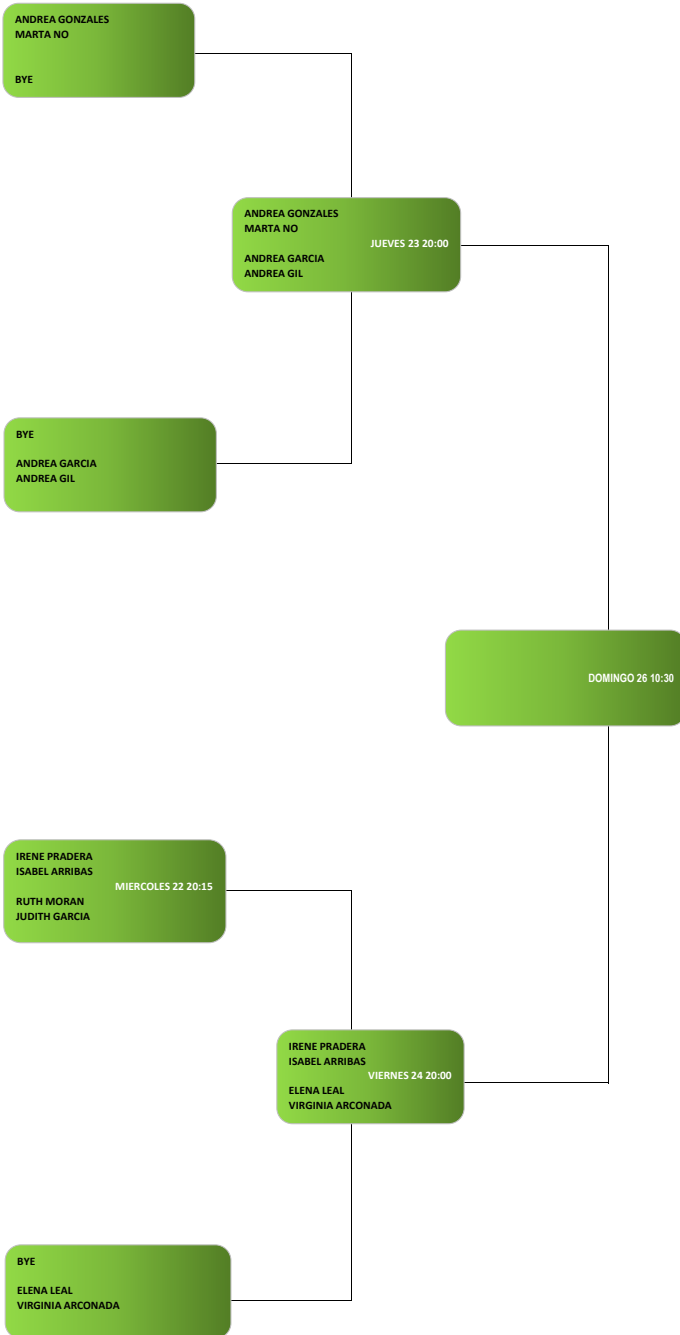 ANDREA GONZALES
MARTA NO
BYE
ANDREA GONZALES
MARTA NO
JUEVES 23 20:00
ANDREA GARCIA
ANDREA GIL
BYE
ANDREA GARCIA
ANDREA GIL
DOMINGO 26 10:30
IRENE PRADERA
ISABEL ARRIBAS
MIERCOLES 22 20:15
RUTH MORAN
JUDITH GARCIA
IRENE PRADERA
ISABEL ARRIBAS
VIERNES 24 20:00
ELENA LEAL
VIRGINIA ARCONADA
BYE
ELENA LEAL
VIRGINIA ARCONADA